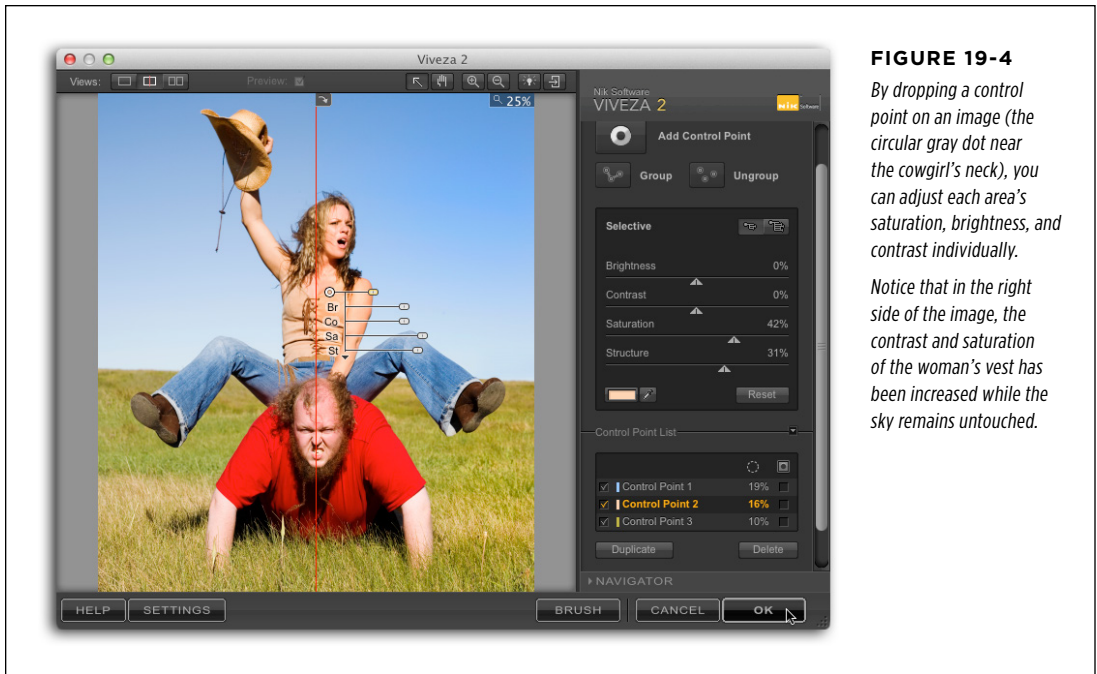 Viveza 2
Views:
Preview:
25%
Nik Software
VIVEZA 2
NIK Software
Add Control Point
Group Ungroup
Selective
Brightness 0%
Contrast 0%
Saturation 42%
Structure 31%
Reset
Br
Co
Sa
St
Control Point List
Control Point 1 19%
Control Point 2 16%
Control Point 3 10%
Duplicate Delete
NAVIGATOR
HELP SETTINGS BRUSH CANCEL OK
FIGURE 19-4
By dropping a control
point on an image (the
circular gray dot near
the cowgirl's neck), you
can adjust each area's
saturation, brightness, and
contrast individually.
Notice that in the right
side of the image, the
contrast and saturation
of the woman's vest has
been increased while the
sky remains untouched.